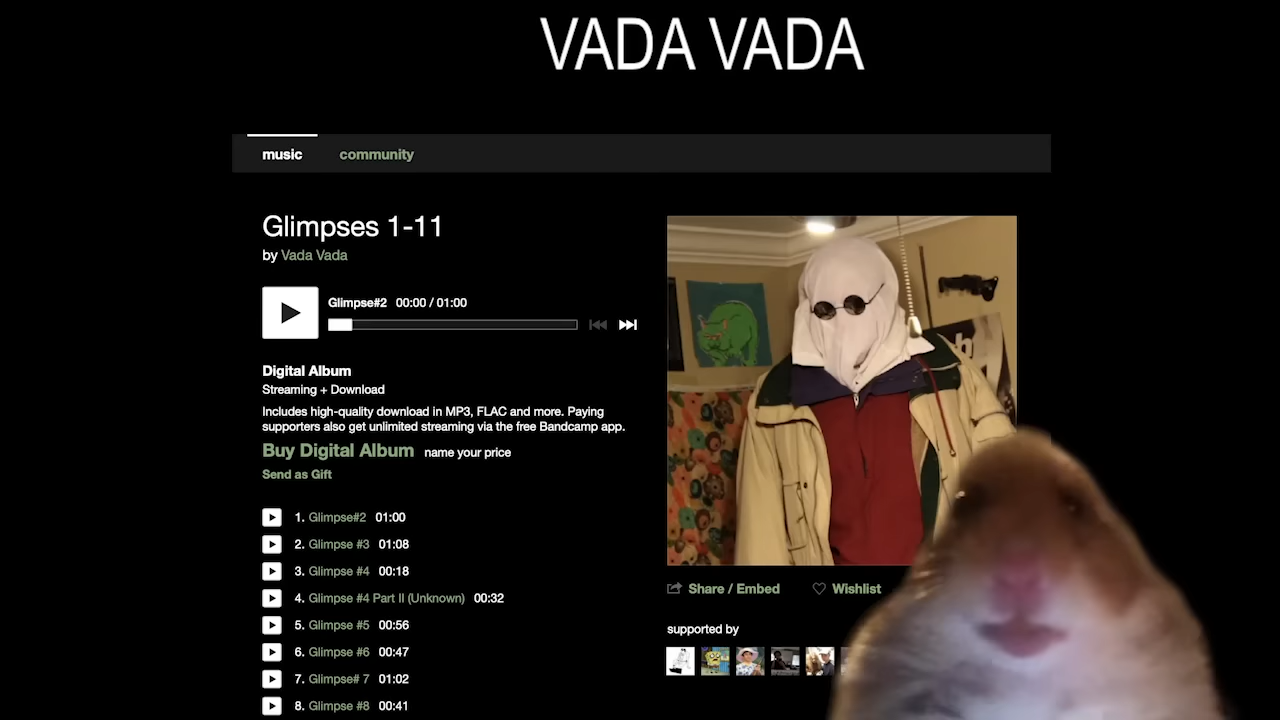 VADA VADA
music community
Glimpses 1-11
by Vada Vada
Glimpse#2 00:00 / 01:00
Digital Album
Streaming + Download
Includes high-quality download in MP3, FLAC and more. Paying
supporters also get unlimited streaming via the free Bandcamp app.
Buy Digital Album name your price
Send as Gift
1. Glimpse#2 01:00
2. Glimpse #3 01:08
3. Glimpse #4 00:18
4. Glimpse #4 Part II (Unknown) 00:32
5. Glimpse #5 00:56
6. Glimpse #6 00:47
7. Glimpse# 7 01:02
8. Glimpse #8 00:41
b
Share / Embed Wishlist
supported by